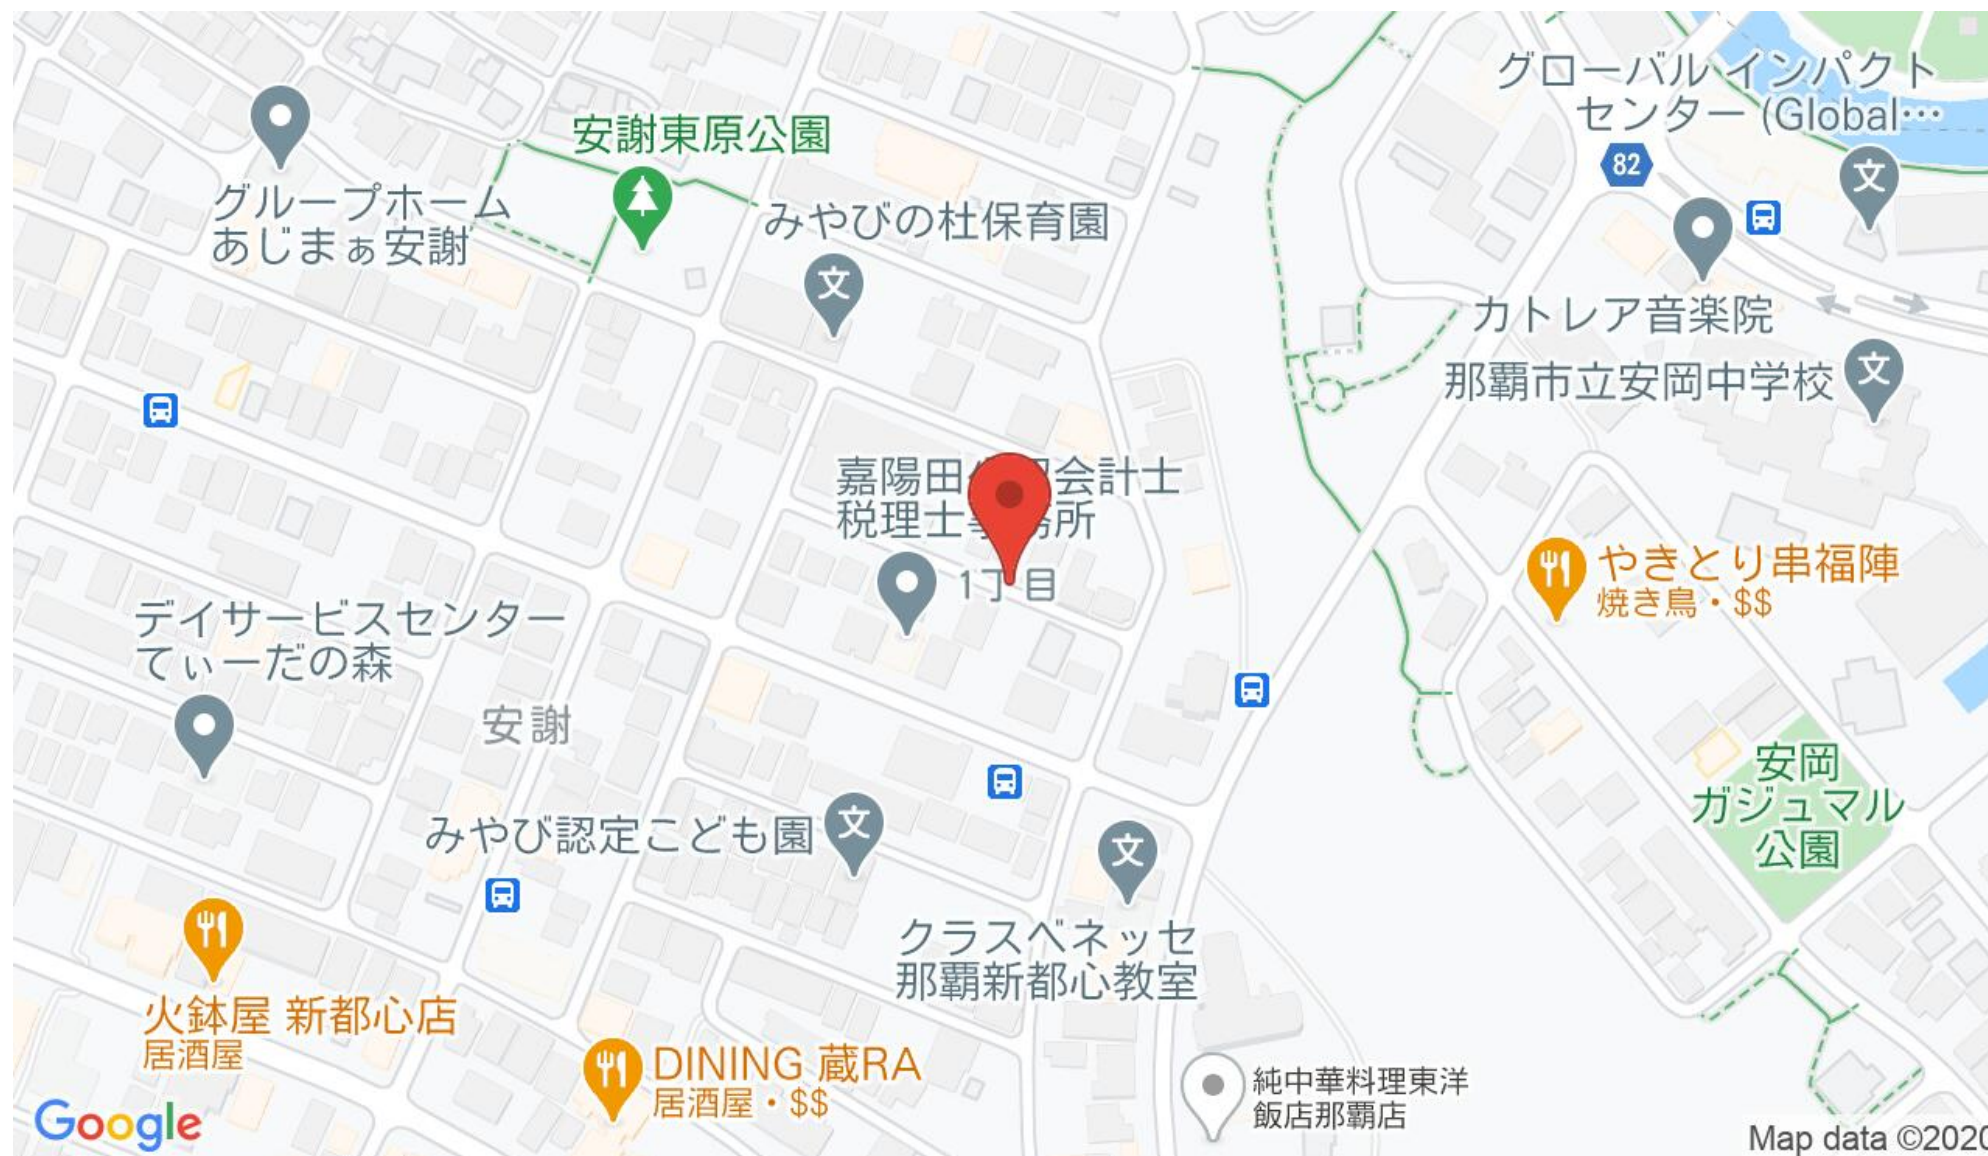 グローバル インパクト
センター (Global…
安謝東原公園
82
グループホーム
あじまぁ安謝
みやびの杜保育園
文
文
カトレア音楽院
那覇市立安岡中学校
文
嘉陽田 会計士
税理士 所
1丁目
やきとり串福陣
焼き鳥・$$
デイサービスセンター
てぃーだの森
安謝
安岡
ガジュマル
公園
みやび認定こども園
文
文
クラスベネッセ
那覇新都心教室
火鉢屋 新都心店
居酒屋
DINING 蔵RA
居酒屋・$$
純中華料理東洋
飯店那覇店
Google
Map data ©2020